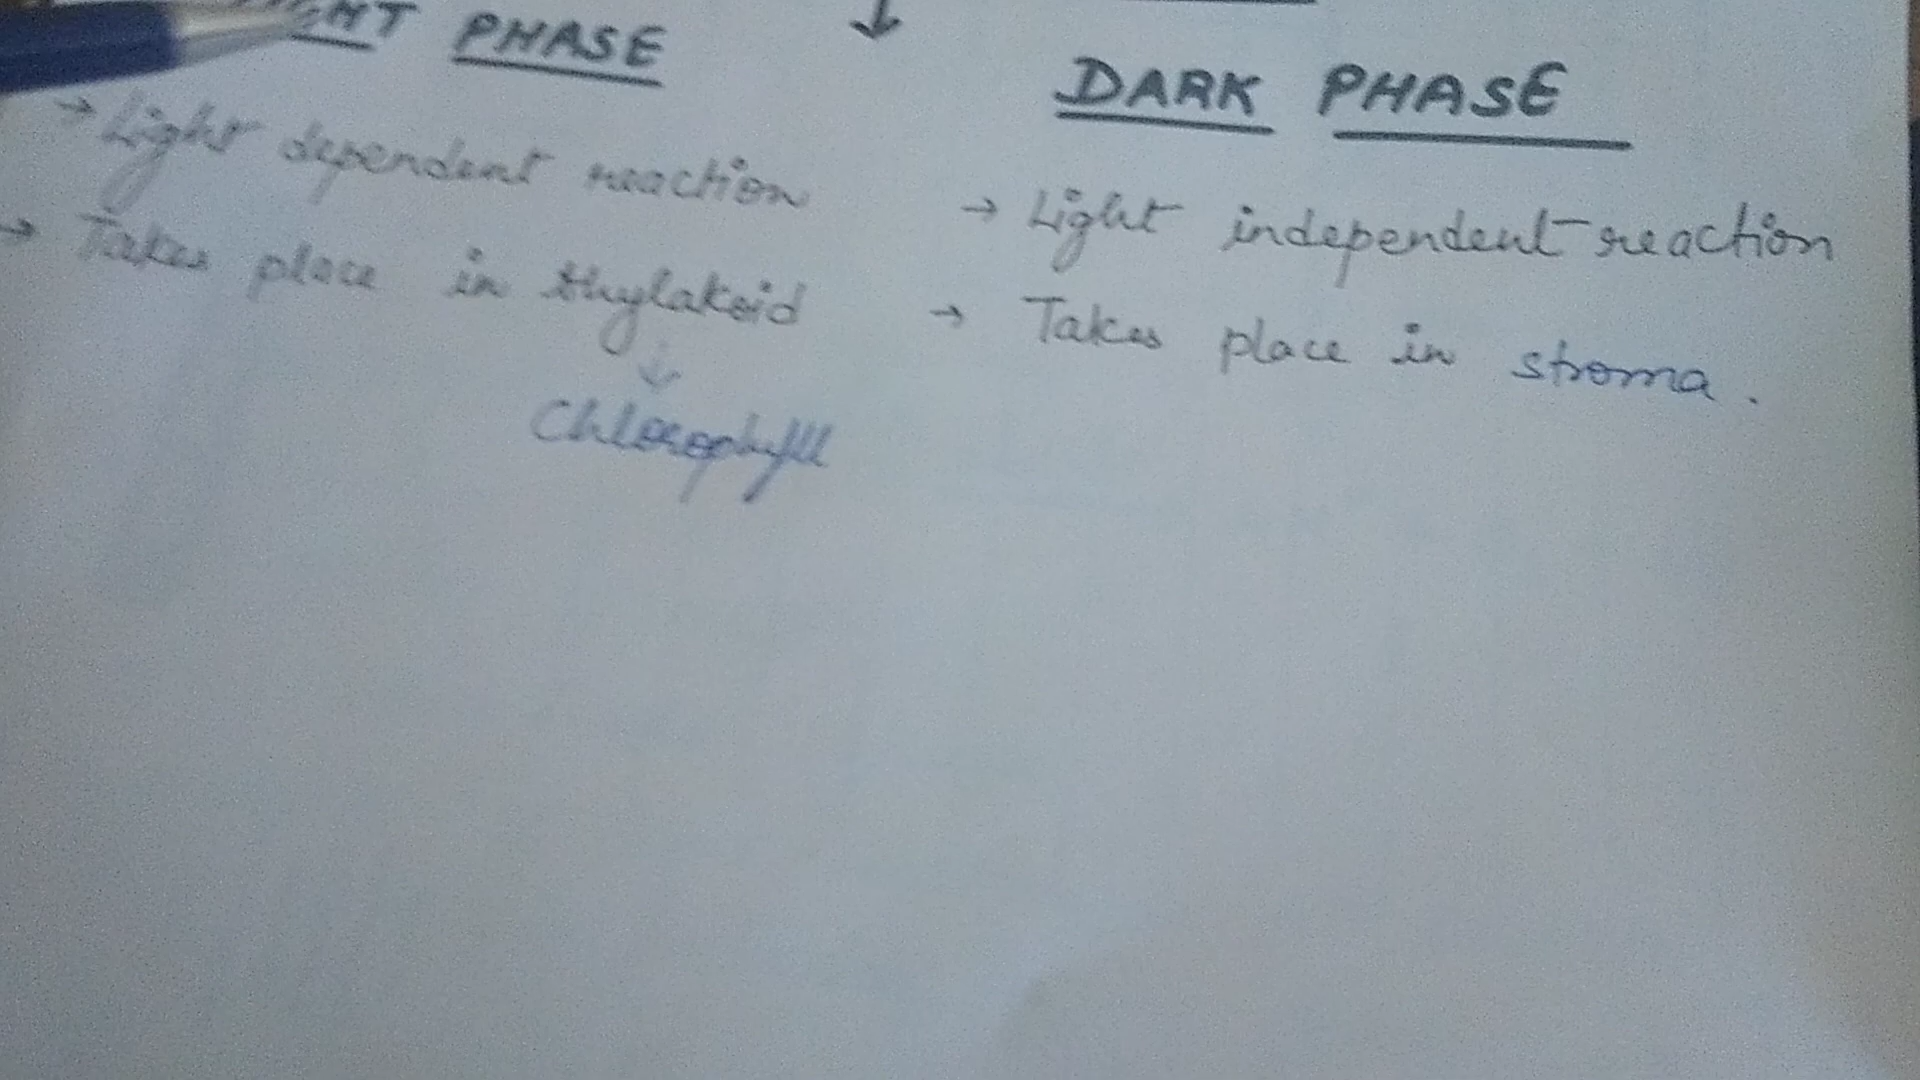 PHASE
→ Light dependent reaction
→ Takes place in thylakoid
↓
Chlorophyll
↓
DARK PHASE
→ Light independent reaction
→ Takes place in stroma.